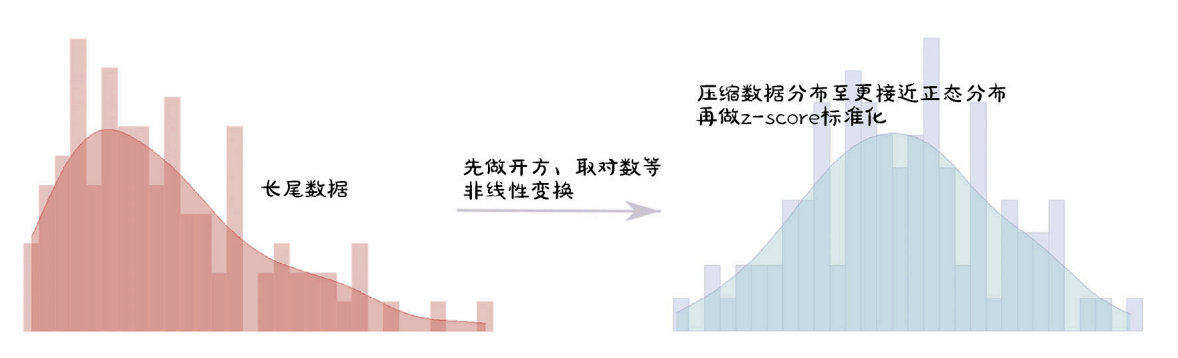 长尾数据
先做开方、取对数等
非线性变换
压缩数据分布至更接近正态分布
再做z-score标准化